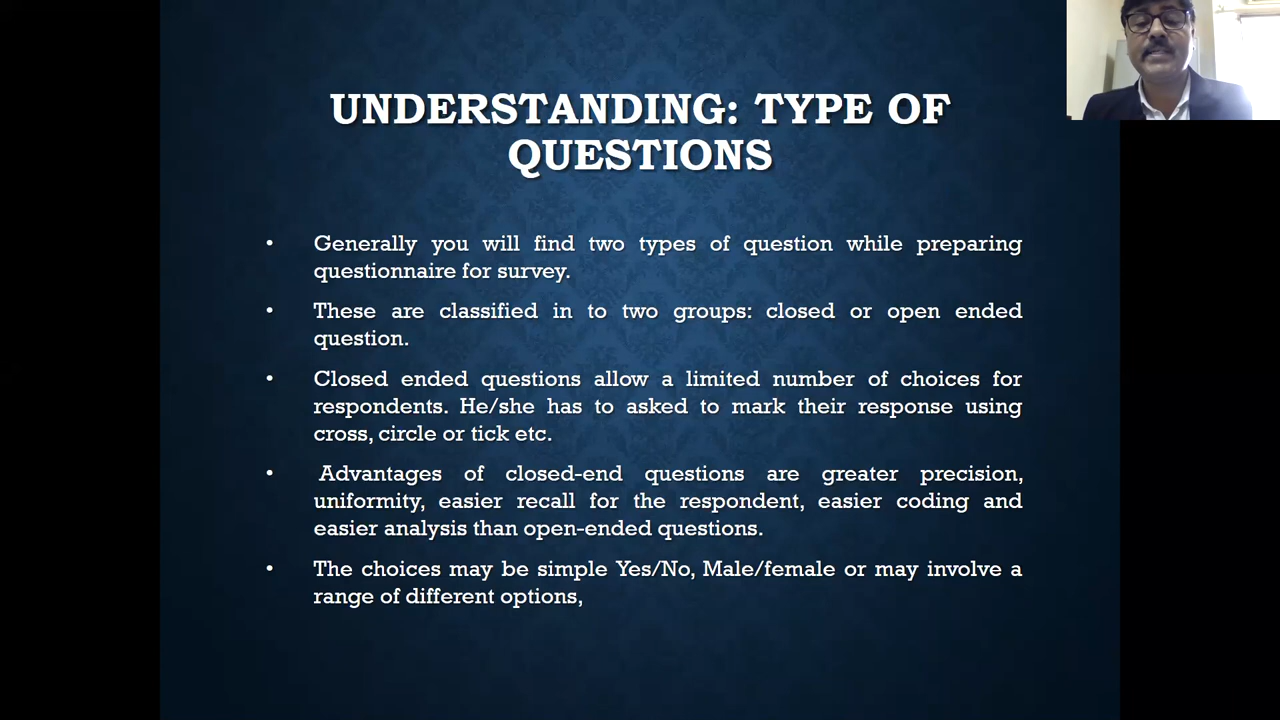 UNDERSTANDING: TYPE OF
QUESTIONS
• Generally you will find two types of question while preparing
questionnaire for survey.
• These are classified in to two groups: closed or open ended
question.
• Closed ended questions allow a limited number of choices for
respondents. He/she has to asked to mark their response using
cross, circle or tick etc.
• Advantages of closed-end questions are greater precision,
uniformity, easier recall for the respondent, easier coding and
easier analysis than open-ended questions.
• The choices may be simple Yes/No, Male/female or may involve a
range of different options,